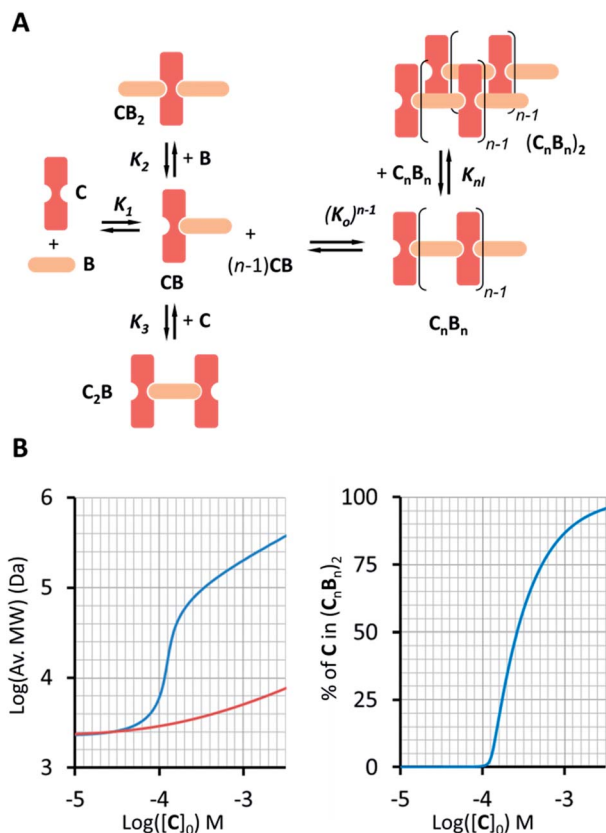 A
CB₂
K₂
+ B
C
K₁
+
B
CB
+
(n-1)CB
(Kₒ)ⁿ⁻¹
K₃
+ C
C₂B
n-1
n-1
(CₙBₙ)₂
+ CₙBₙ
Kₙₗ
n-1
CₙBₙ
B
Log(Av. MW) (Da)
6
5
4
3
-5
-4
-3
Log([C]₀) M
% of C in (CₙBₙ)₂
100
75
50
25
0
-5
-4
-3
Log([C]₀) M